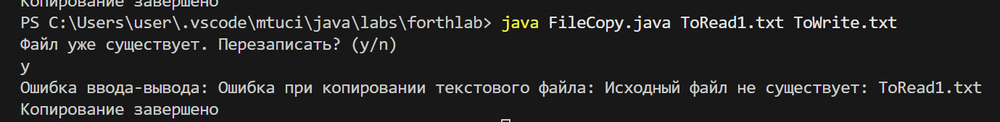 Копирование завершено
PS C:\Users\user\.vscode\mtuci\java\labs\forthlab> java FileCopy.java ToRead1.txt ToWrite.txt
Файл уже существует. Перезаписать? (y/n)
y
Ошибка ввода-вывода: Ошибка при копировании текстового файла: Исходный файл не существует: ToRead1.txt
Копирование завершено